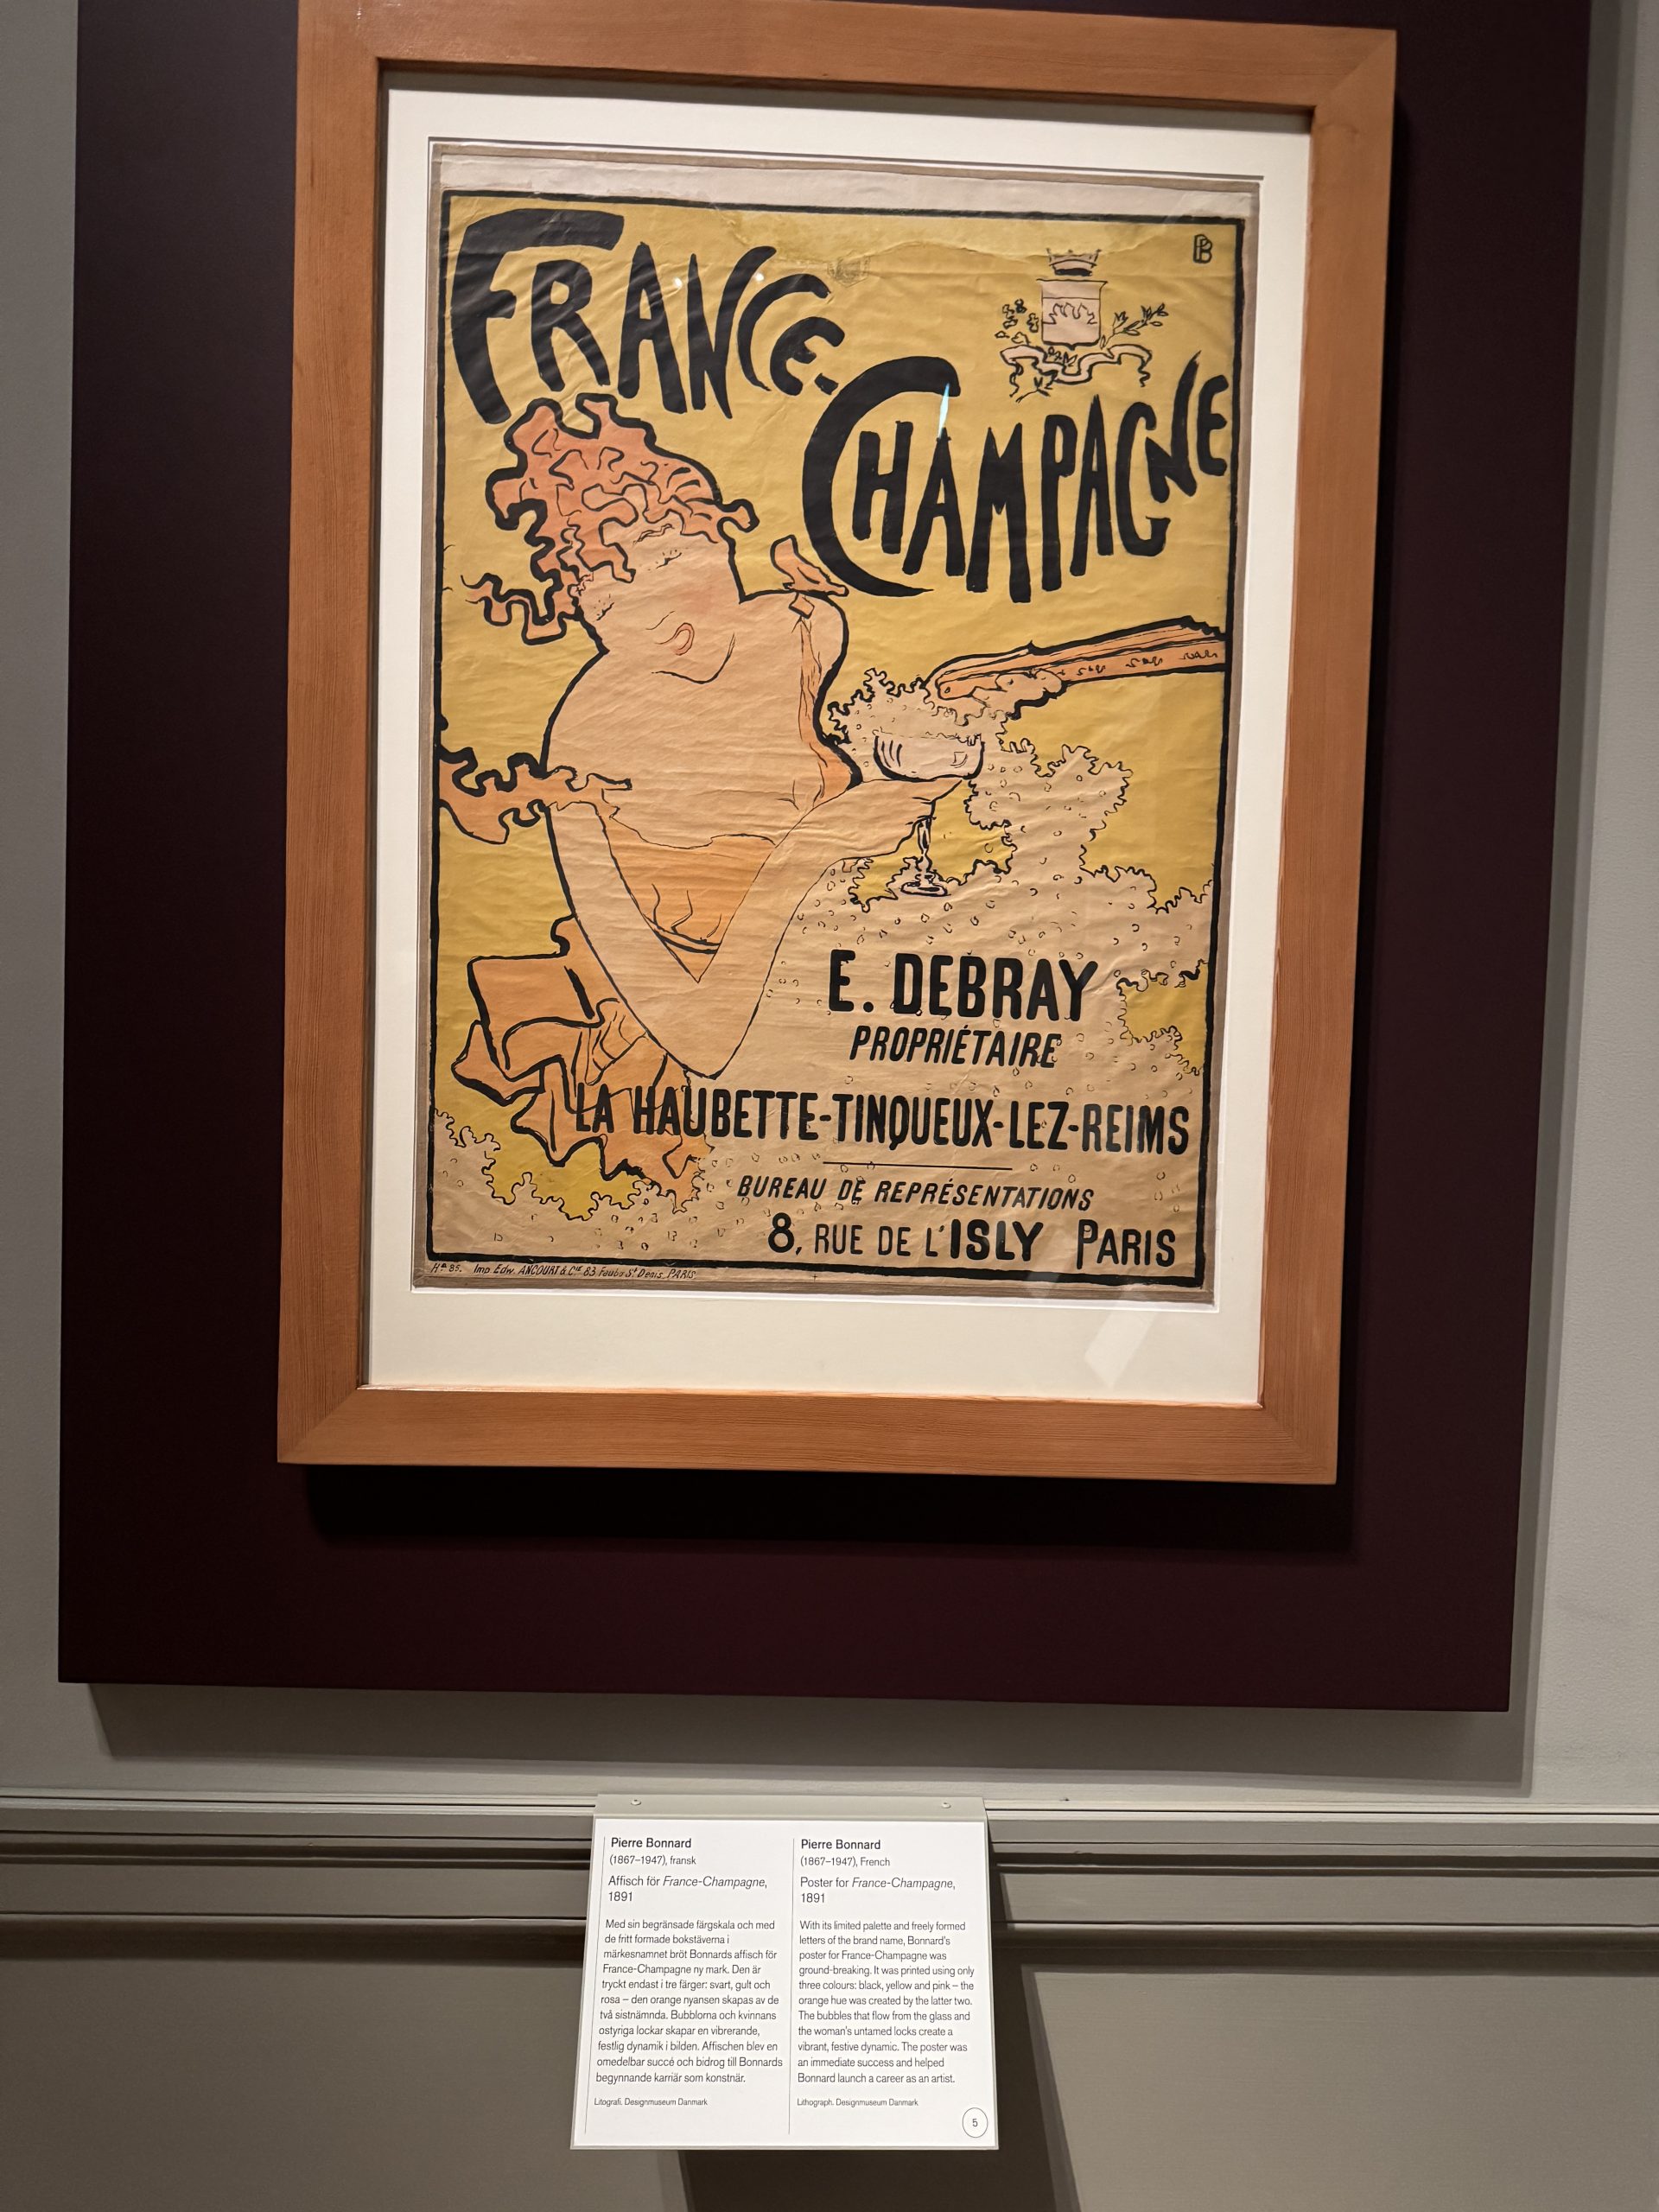 FRANCE-
CHAMPAGNE
PB
E. DEBRAY
PROPRIÉTAIRE
LA HAUBETTE-TINQUEUX-LEZ-REIMS
BUREAU DE REPRÉSENTATIONS
8, RUE DE L'ISLY PARIS
Imp. Edw. ANCOURT & Cie 83 Faubg St Denis, PARIS.
Pierre Bonnard
(1867–1947), fransk
Affisch för France-Champagne,
1891
Med sin begränsade färgskala och med
de fritt formade bokstäverna i
märkesnamnet bröt Bonnards affisch för
France-Champagne ny mark. Den är
tryckt endast i tre färger: svart, gult och
rosa – den orange nyansen skapas av de
två sistnämnda. Bubblorna och kvinnans
ostyriga lockar skapar en vibrerande,
festlig dynamik i bilden. Affischen blev en
omedelbar succé och bidrog till Bonnards
begynnande karriär som konstnär.
Litografi. Designmuseum Danmark
Pierre Bonnard
(1867–1947), French
Poster for France-Champagne,
1891
With its limited palette and freely formed
letters of the brand name, Bonnard's
poster for France-Champagne was
ground-breaking. It was printed using only
three colours: black, yellow and pink – the
orange hue was created by the latter two.
The bubbles that flow from the glass and
the woman's untamed locks create a
vibrant, festive dynamic. The poster was
an immediate success and helped
Bonnard launch a career as an artist.
Lithograph. Designmuseum Danmark
5